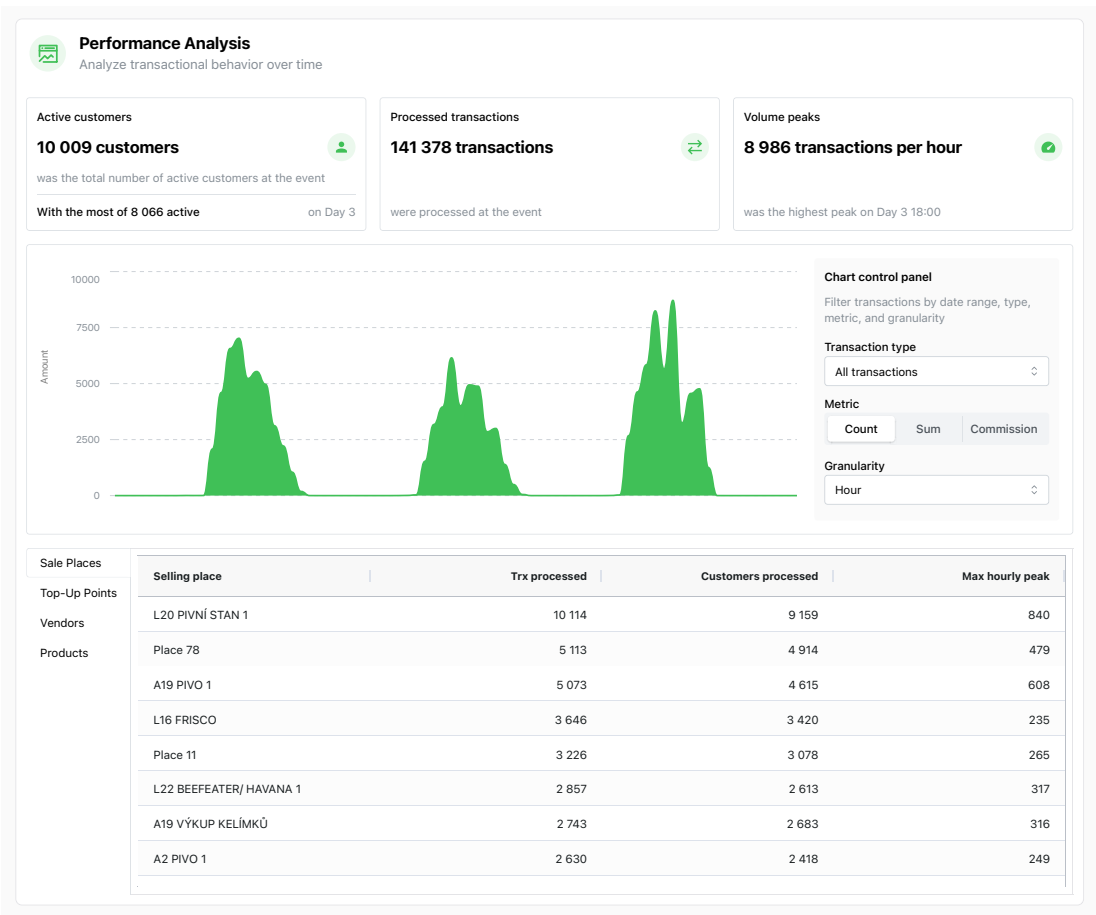 Performance Analysis
Analyze transactional behavior over time
Active customers
10 009 customers
was the total number of active customers at the event
With the most of 8 066 active on Day 3
Processed transactions
141 378 transactions
were processed at the event
Volume peaks
8 986 transactions per hour
was the highest peak on Day 3 18:00
Amount
10000
7500
5000
2500
0
Chart control panel
Filter transactions by date range, type,
metric, and granularity
Transaction type
All transactions
Metric
Count Sum Commission
Granularity
Hour
Sale Places
Top-Up Points
Vendors
Products
Selling place Trx processed Customers processed Max hourly peak
L20 PIVNÍ STAN 1 10 114 9 159 840
Place 78 5 113 4 914 479
A19 PIVO 1 5 073 4 615 608
L16 FRISCO 3 646 3 420 235
Place 11 3 226 3 078 265
L22 BEEFEATER/ HAVANA 1 2 857 2 613 317
A19 VÝKUP KELÍMKŮ 2 743 2 683 316
A2 PIVO 1 2 630 2 418 249